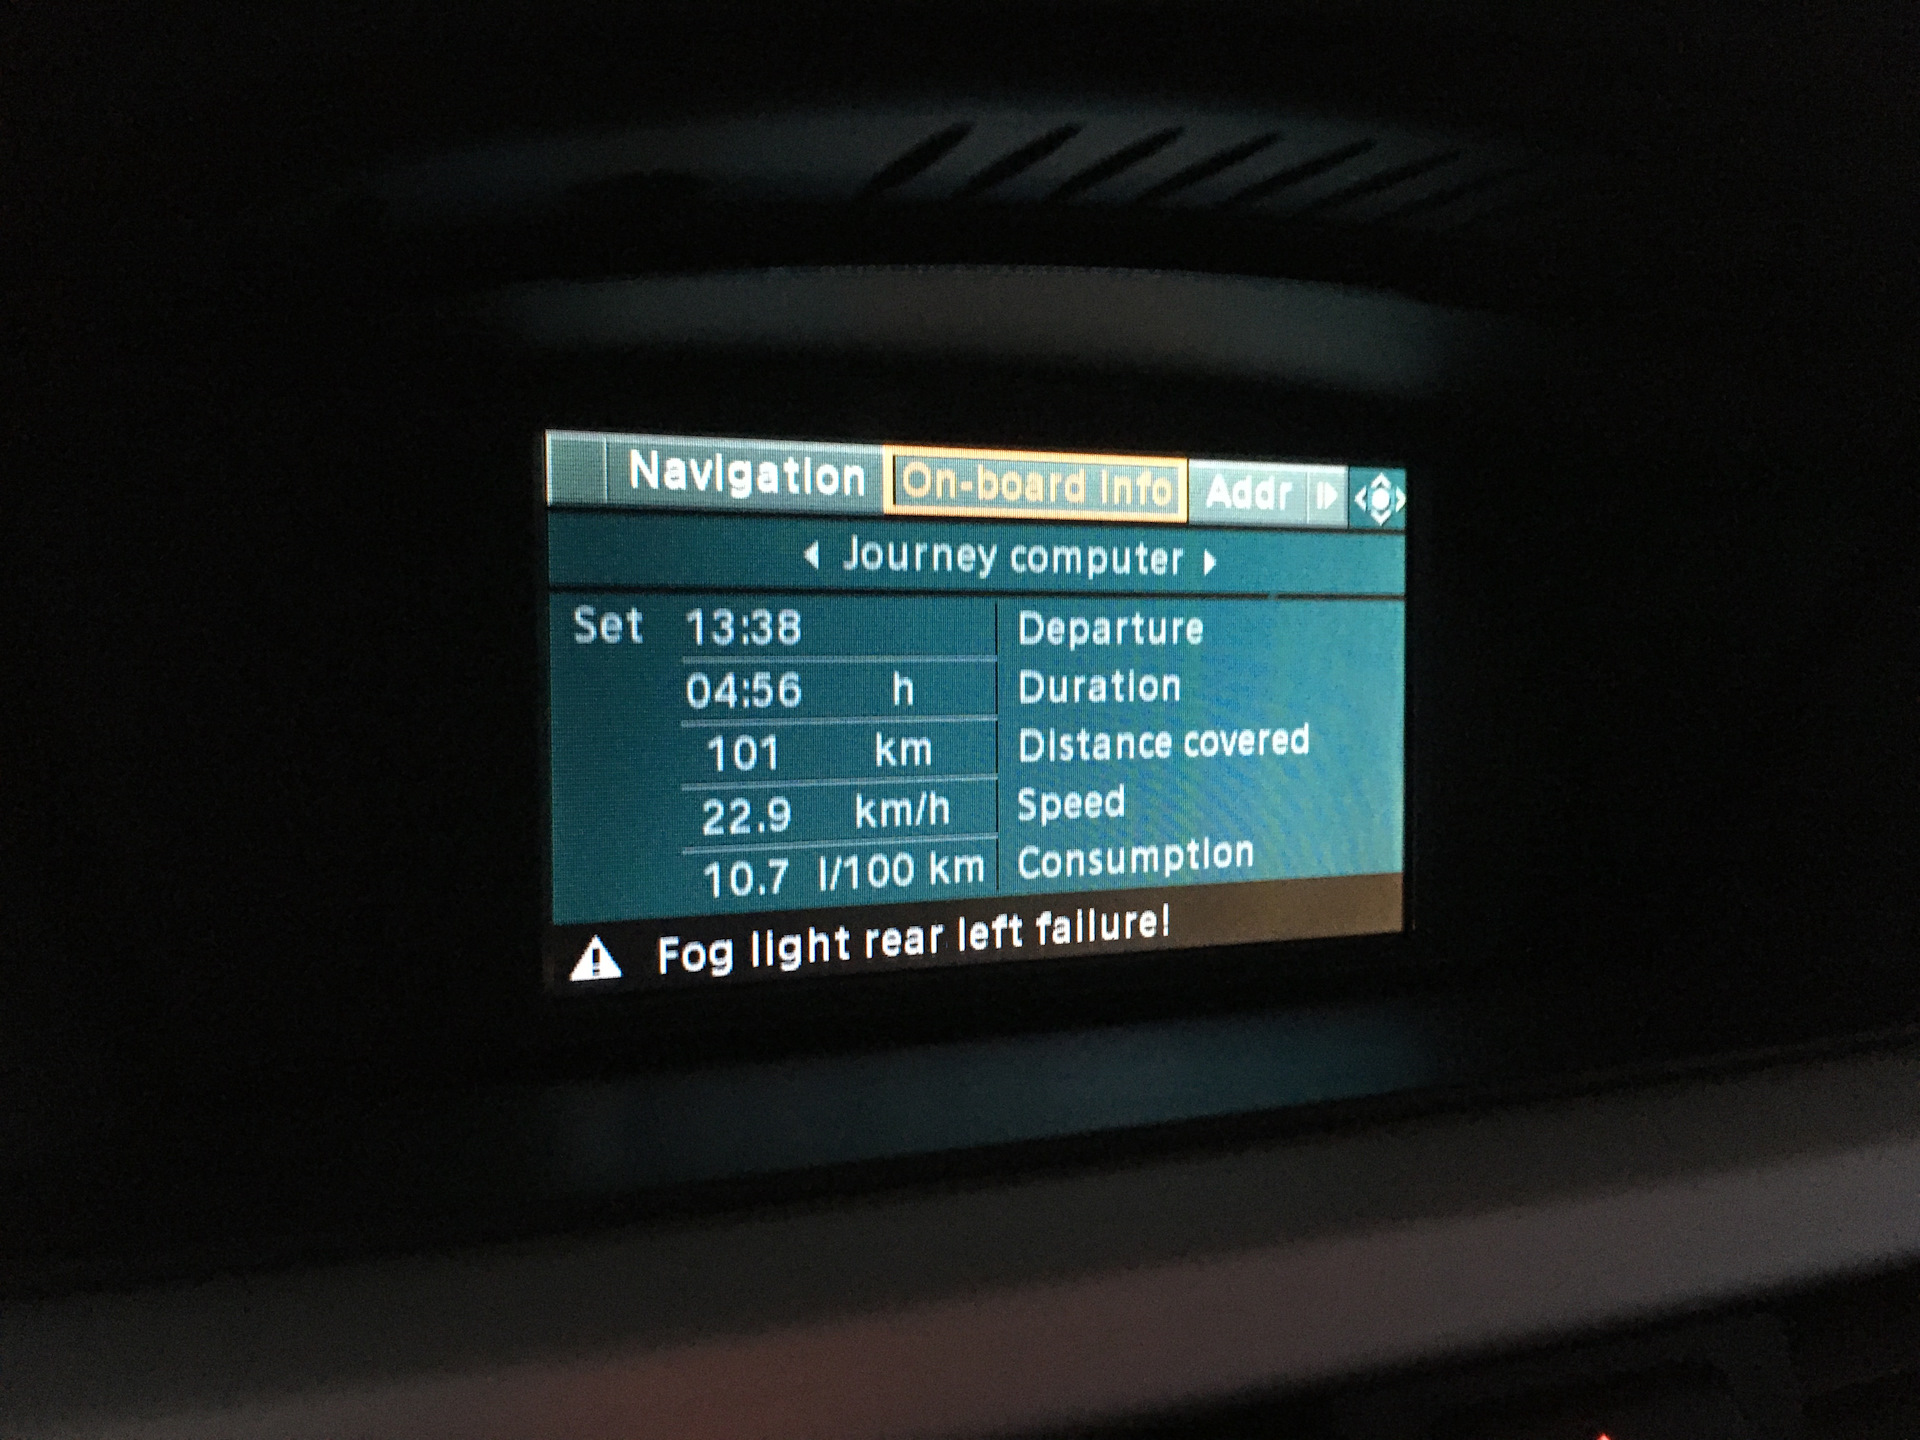 Navigation On-board info Addr
Journey computer
Set 13:38 Departure
04:56 h Duration
101 km Distance covered
22.9 km/h Speed
10.7 l/100 km Consumption
Fog light rear left failure!